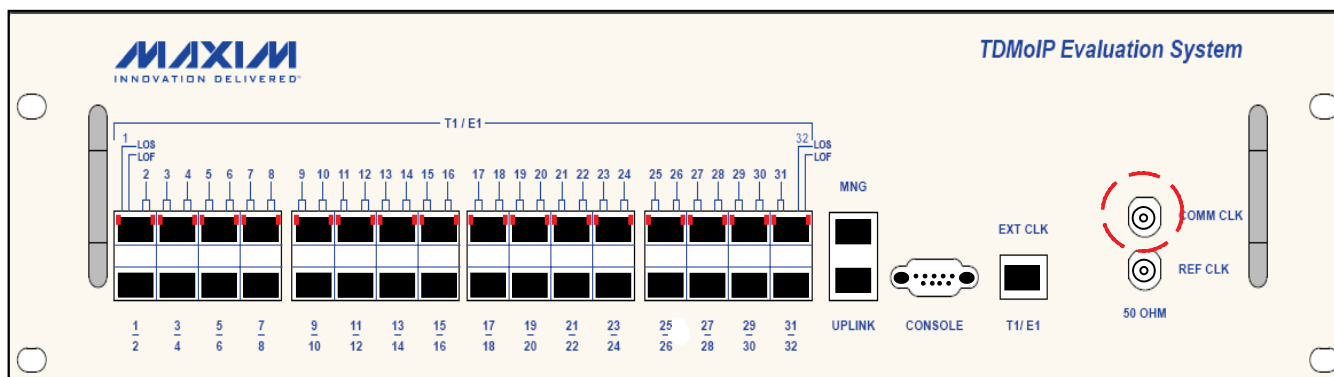 MAXIM
INNOVATION DELIVERED
TDMoIP Evaluation System
T1 / E1
1 LOS
LOF
32 LOS
LOF
2 3 4 5 6 7 8 9 10 11 12 13 14 15 16 17 18 19 20 21 22 23 24 25 26 27 28 29 30 31
MNG
EXT CLK
COMM CLK
REF CLK
50 OHM
UPLINK
CONSOLE
T1/ E1
1 3 5 7 9 11 13 15 17 19 21 23 25 27 29 31
2 4 6 8 10 12 14 16 18 20 22 24 26 28 30 32